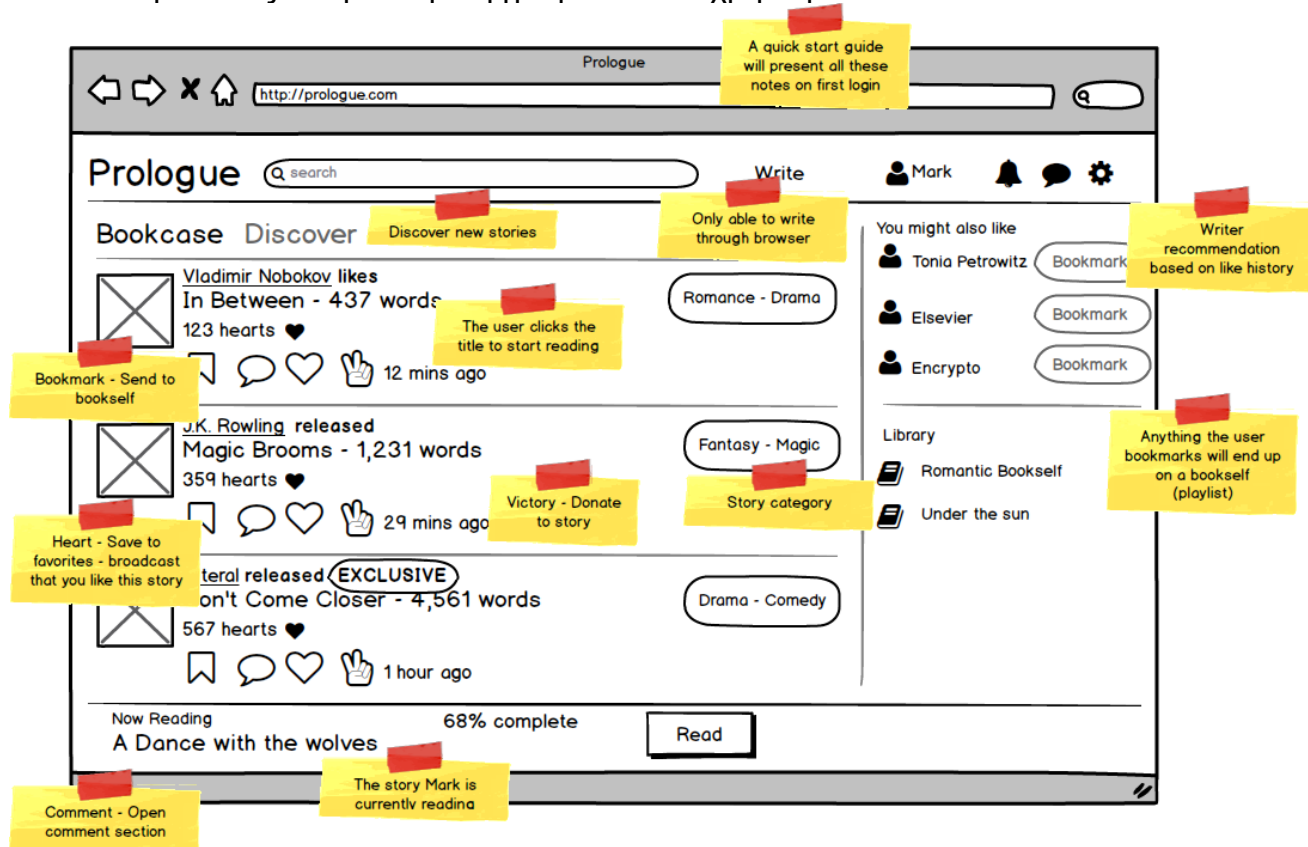 Prologue
A quick start guide
will present all these
notes on first login
http://prologue.com
Prologue
search
Write
Mark
Bookcase Discover
Discover new stories
Only able to write
through browser
You might also like
Tonia Petrowitz Bookmark
Elsevier Bookmark
Encrypto Bookmark
Writer
recommendation
based on like history
Vladimir Nobokov likes
In Between - 437 words
123 hearts
12 mins ago
Romance - Drama
The user clicks the
title to start reading
Bookmark - Send to
bookself
J.K. Rowling released
Magic Brooms - 1,231 words
359 hearts
29 mins ago
Fantasy - Magic
Victory - Donate
to story
Story category
Library
Romantic Bookself
Under the sun
Anything the user
bookmarks will end up
on a bookself
(playlist)
Heart - Save to
favorites - broadcast
that you like this story
released EXCLUSIVE
Come Closer - 4,561 words
567 hearts
1 hour ago
Drama - Comedy
Now Reading
A Dance with the wolves
68% complete
Read
The story Mark is
currently reading
Comment - Open
comment section